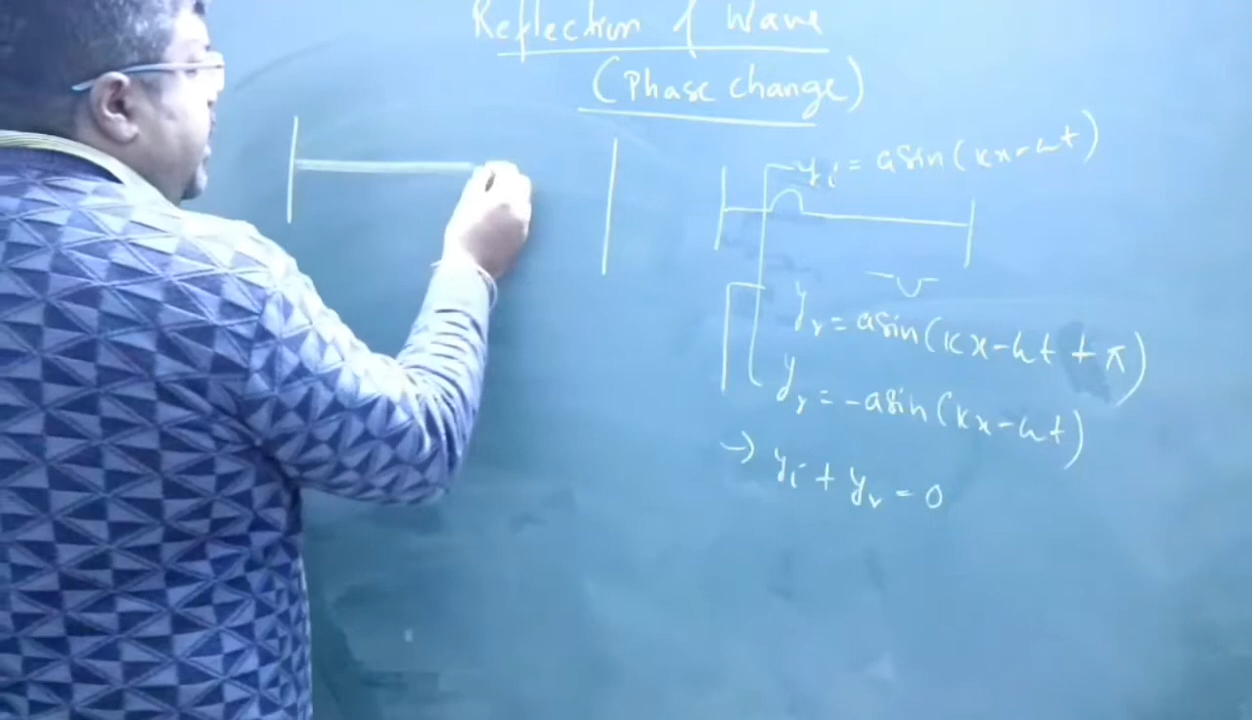 Reflection of Wave
(Phase change)
yi = a sin(kx-ωt)
yr = a sin(kx-ωt + π)
yr = -a sin(kx-ωt)
→ yi + yr = 0